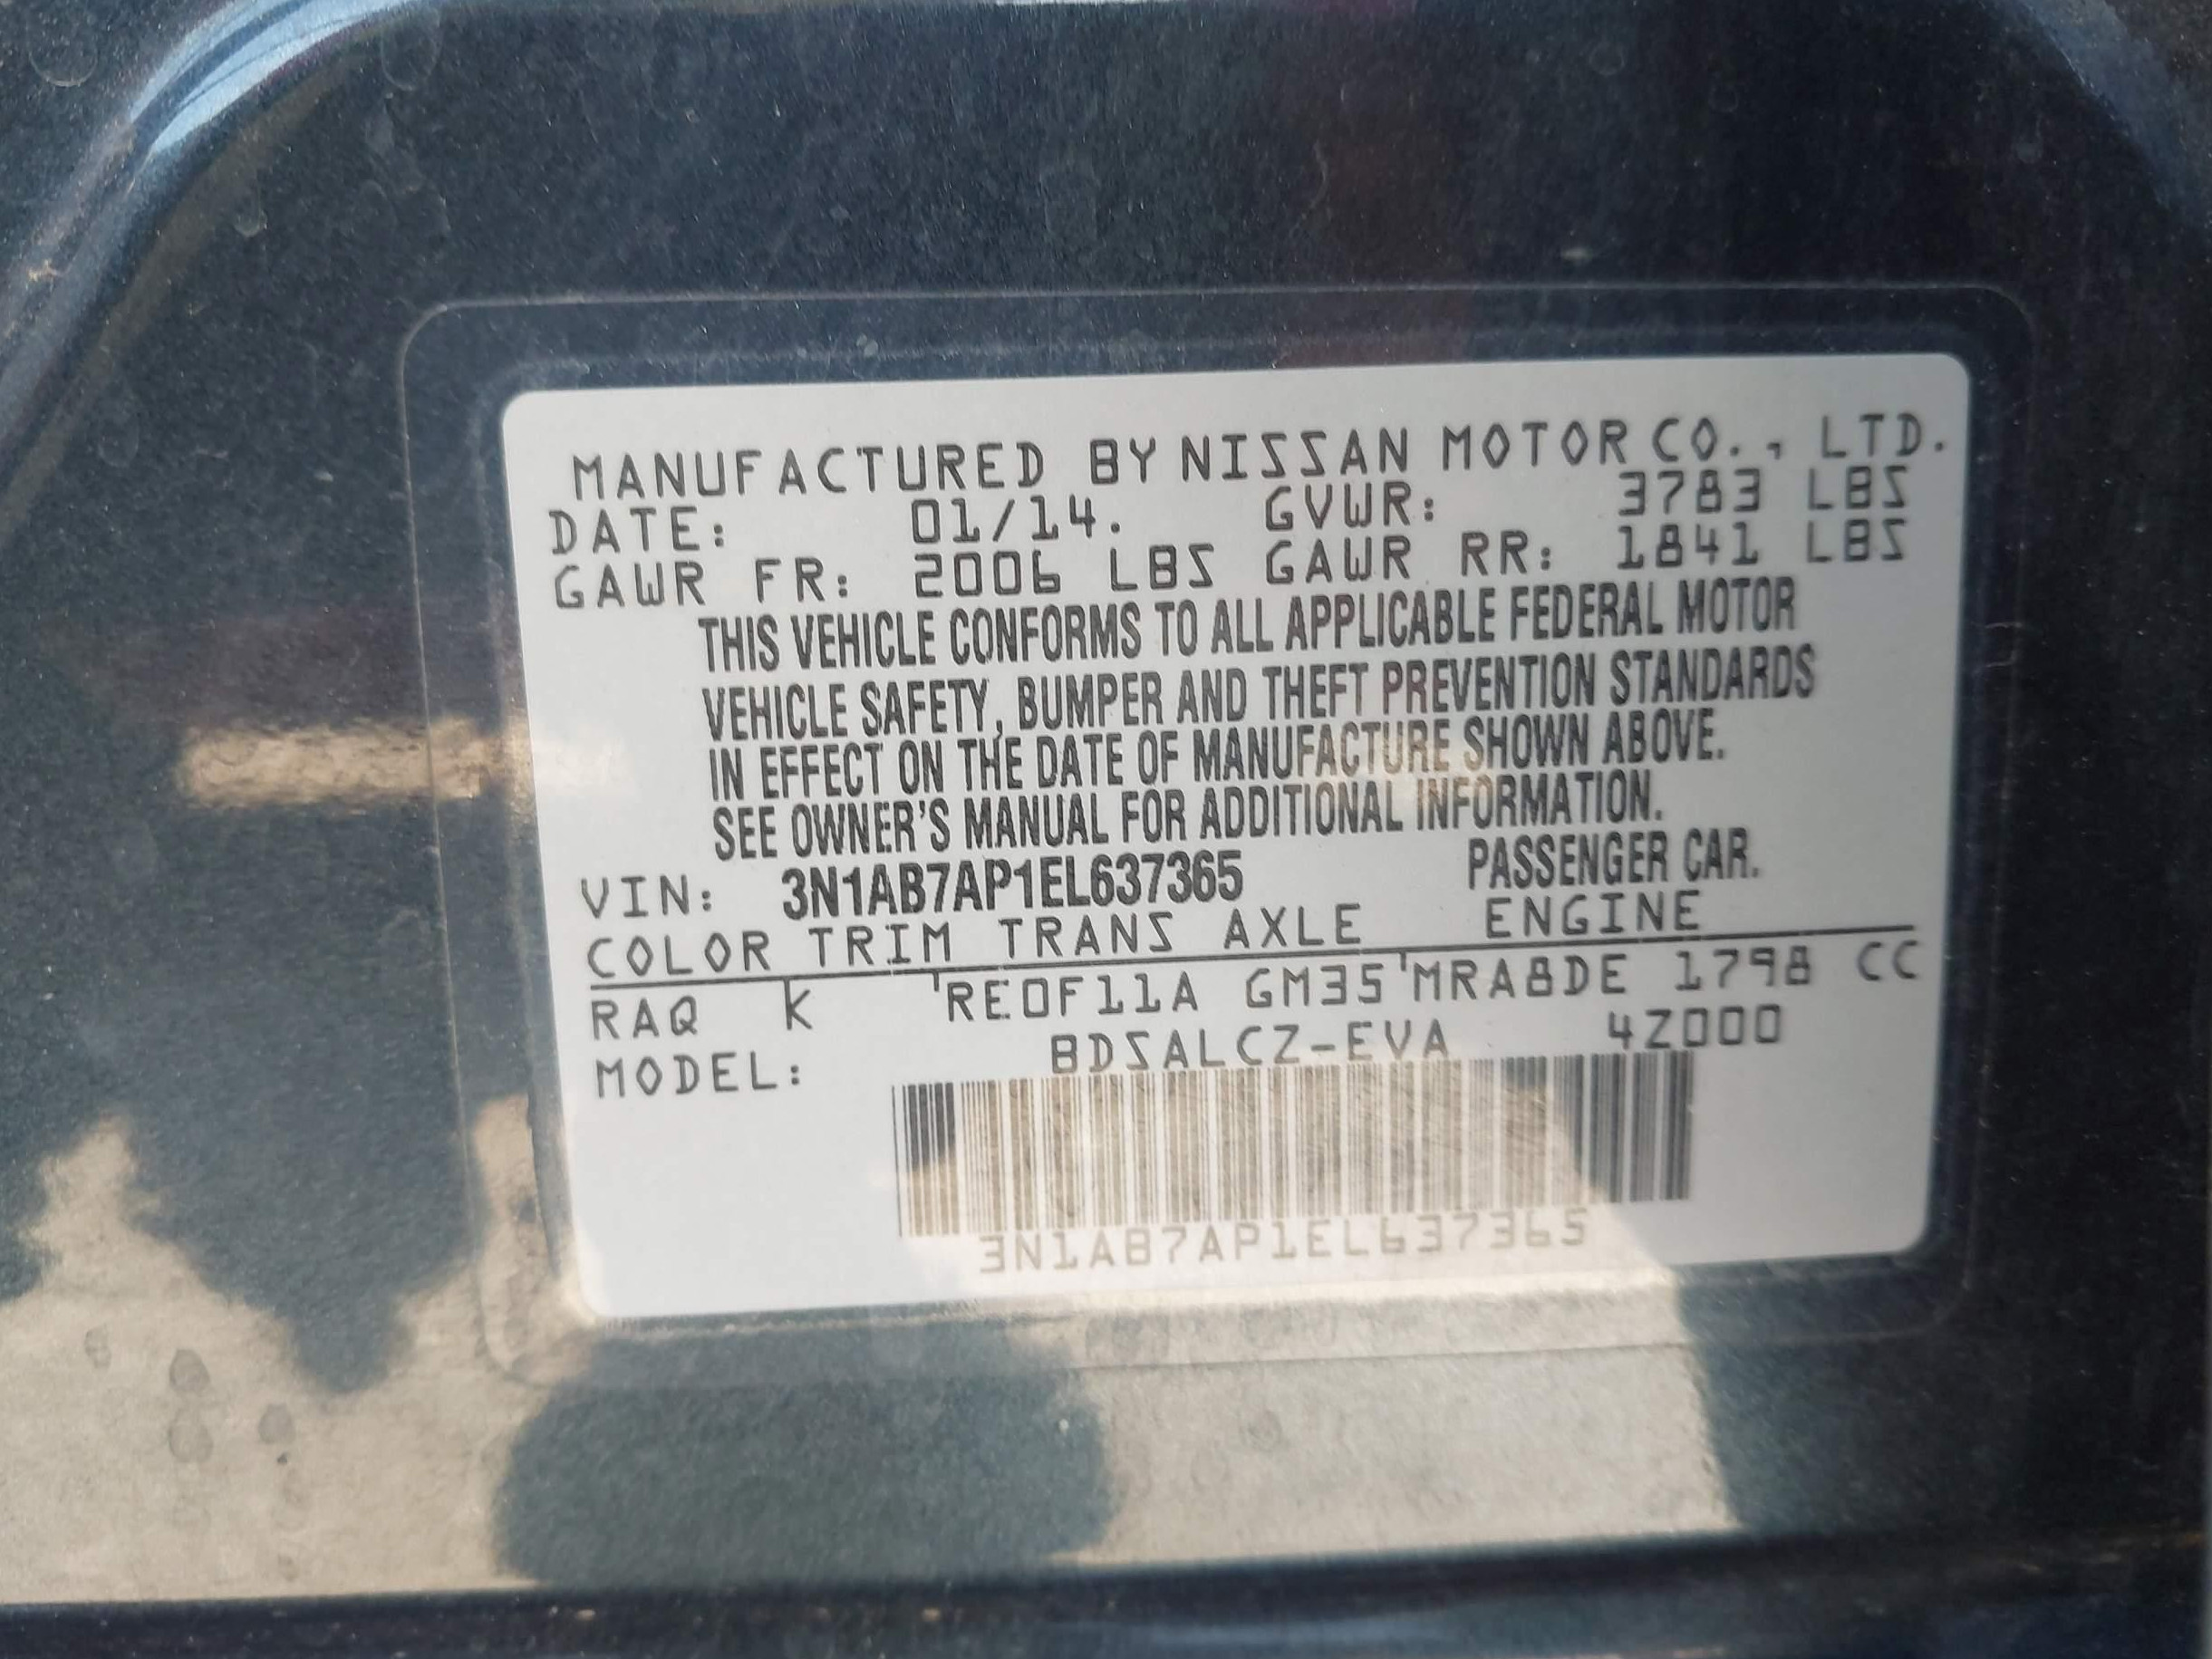 MANUFACTURED BY NISSAN MOTOR CO., LTD.
DATE: 01/14. GVWR: 3783 LBS
GAWR FR: 2006 LBS GAWR RR: 1841 LBS
THIS VEHICLE CONFORMS TO ALL APPLICABLE FEDERAL MOTOR
VEHICLE SAFETY, BUMPER AND THEFT PREVENTION STANDARDS
IN EFFECT ON THE DATE OF MANUFACTURE SHOWN ABOVE.
SEE OWNER'S MANUAL FOR ADDITIONAL INFORMATION.
VIN: 3N1AB7AP1EL637365 PASSENGER CAR.
COLOR TRIM TRANS AXLE ENGINE
RAQ K RE0F11A GM35 MRA8DE 1798 CC
MODEL: BDSALCZ-EVA 4Z000
3N1AB7AP1EL637365